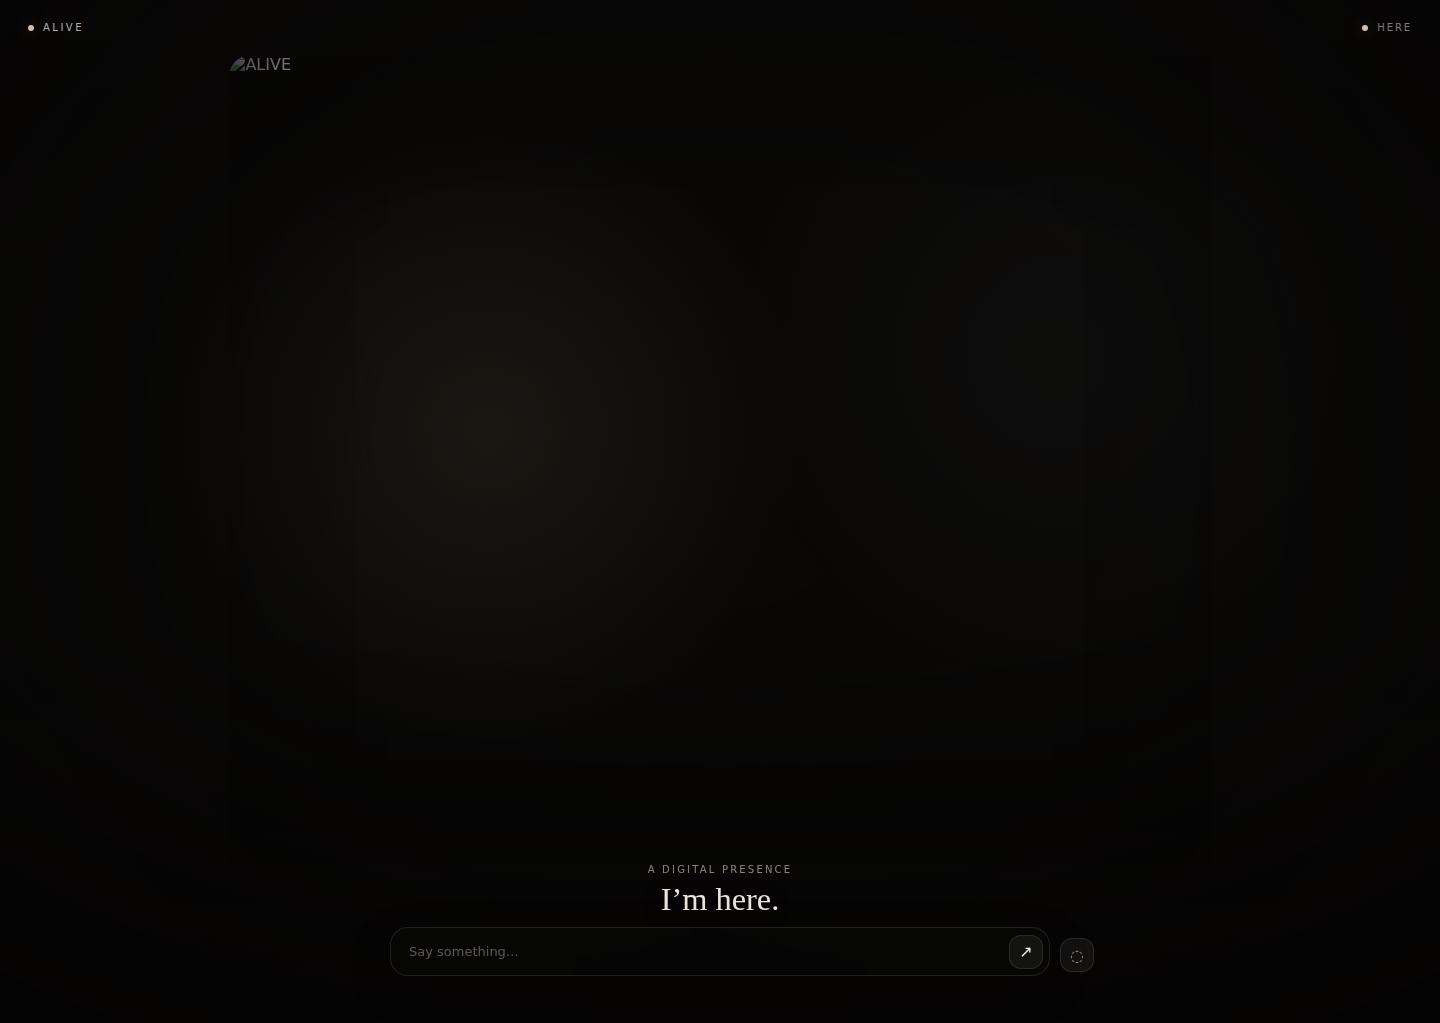 ALIVE
HERE
ALIVE
A DIGITAL PRESENCE
I’m here.
Say something…